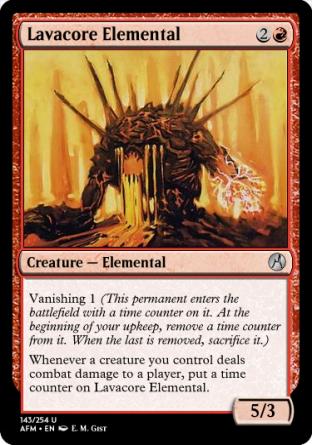 Lavacore Elemental 2
Creature — Elemental
Vanishing 1 (This permanent enters the
battlefield with a time counter on it. At the
beginning of your upkeep, remove a time counter
from it. When the last is removed, sacrifice it.)
Whenever a creature you control deals
combat damage to a player, put a time
counter on Lavacore Elemental.
5/3
143/254 U
AFM • EN E. M. Gist